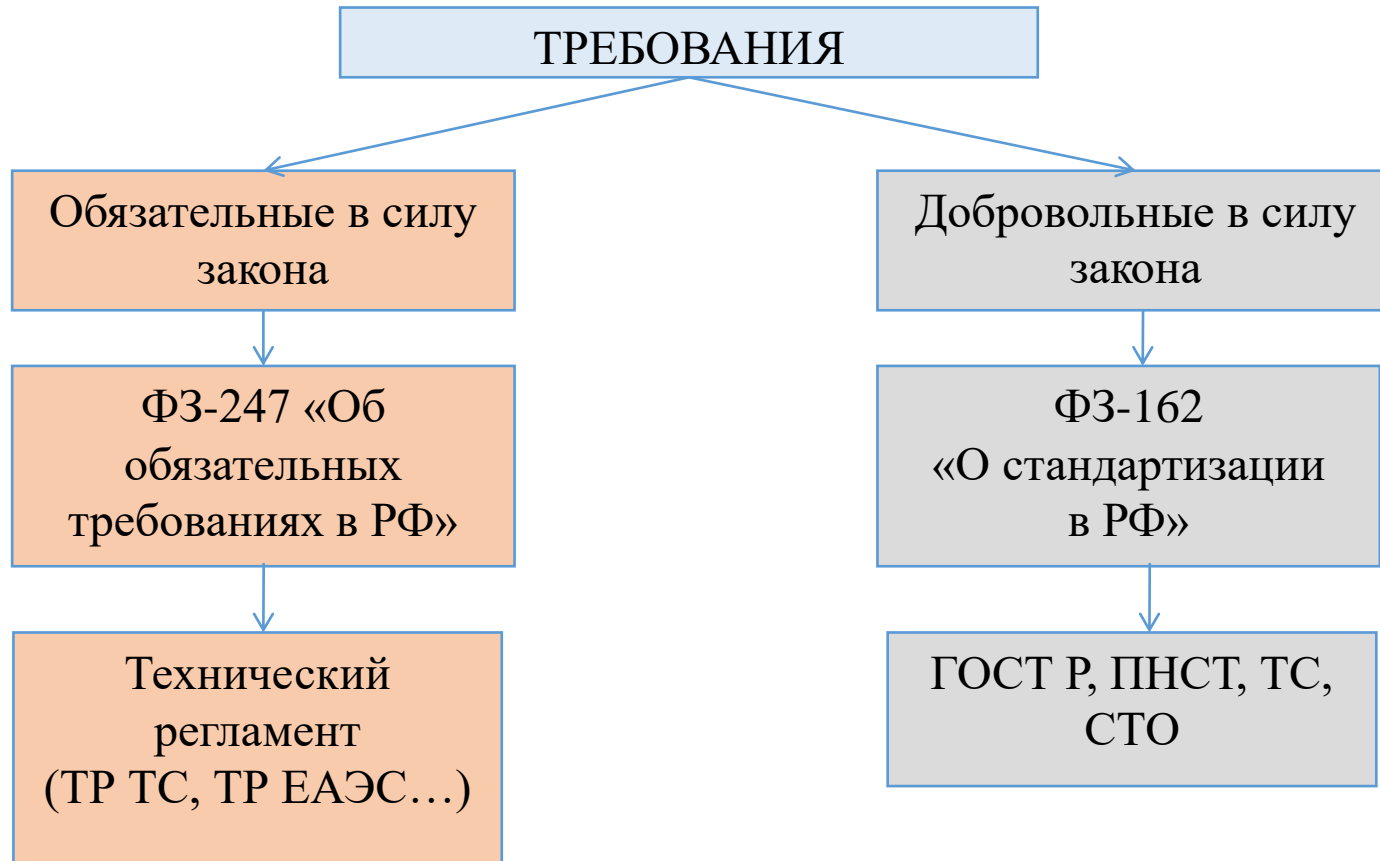 ТРЕБОВАНИЯ
Обязательные в силу
закона
Добровольные в силу
закона
ФЗ-247 «Об
обязательных
требованиях в РФ»
ФЗ-162
«О стандартизации
в РФ»
Технический
регламент
(ТР ТС, ТР ЕАЭС…)
ГОСТ Р, ПНСТ, ТС,
СТО